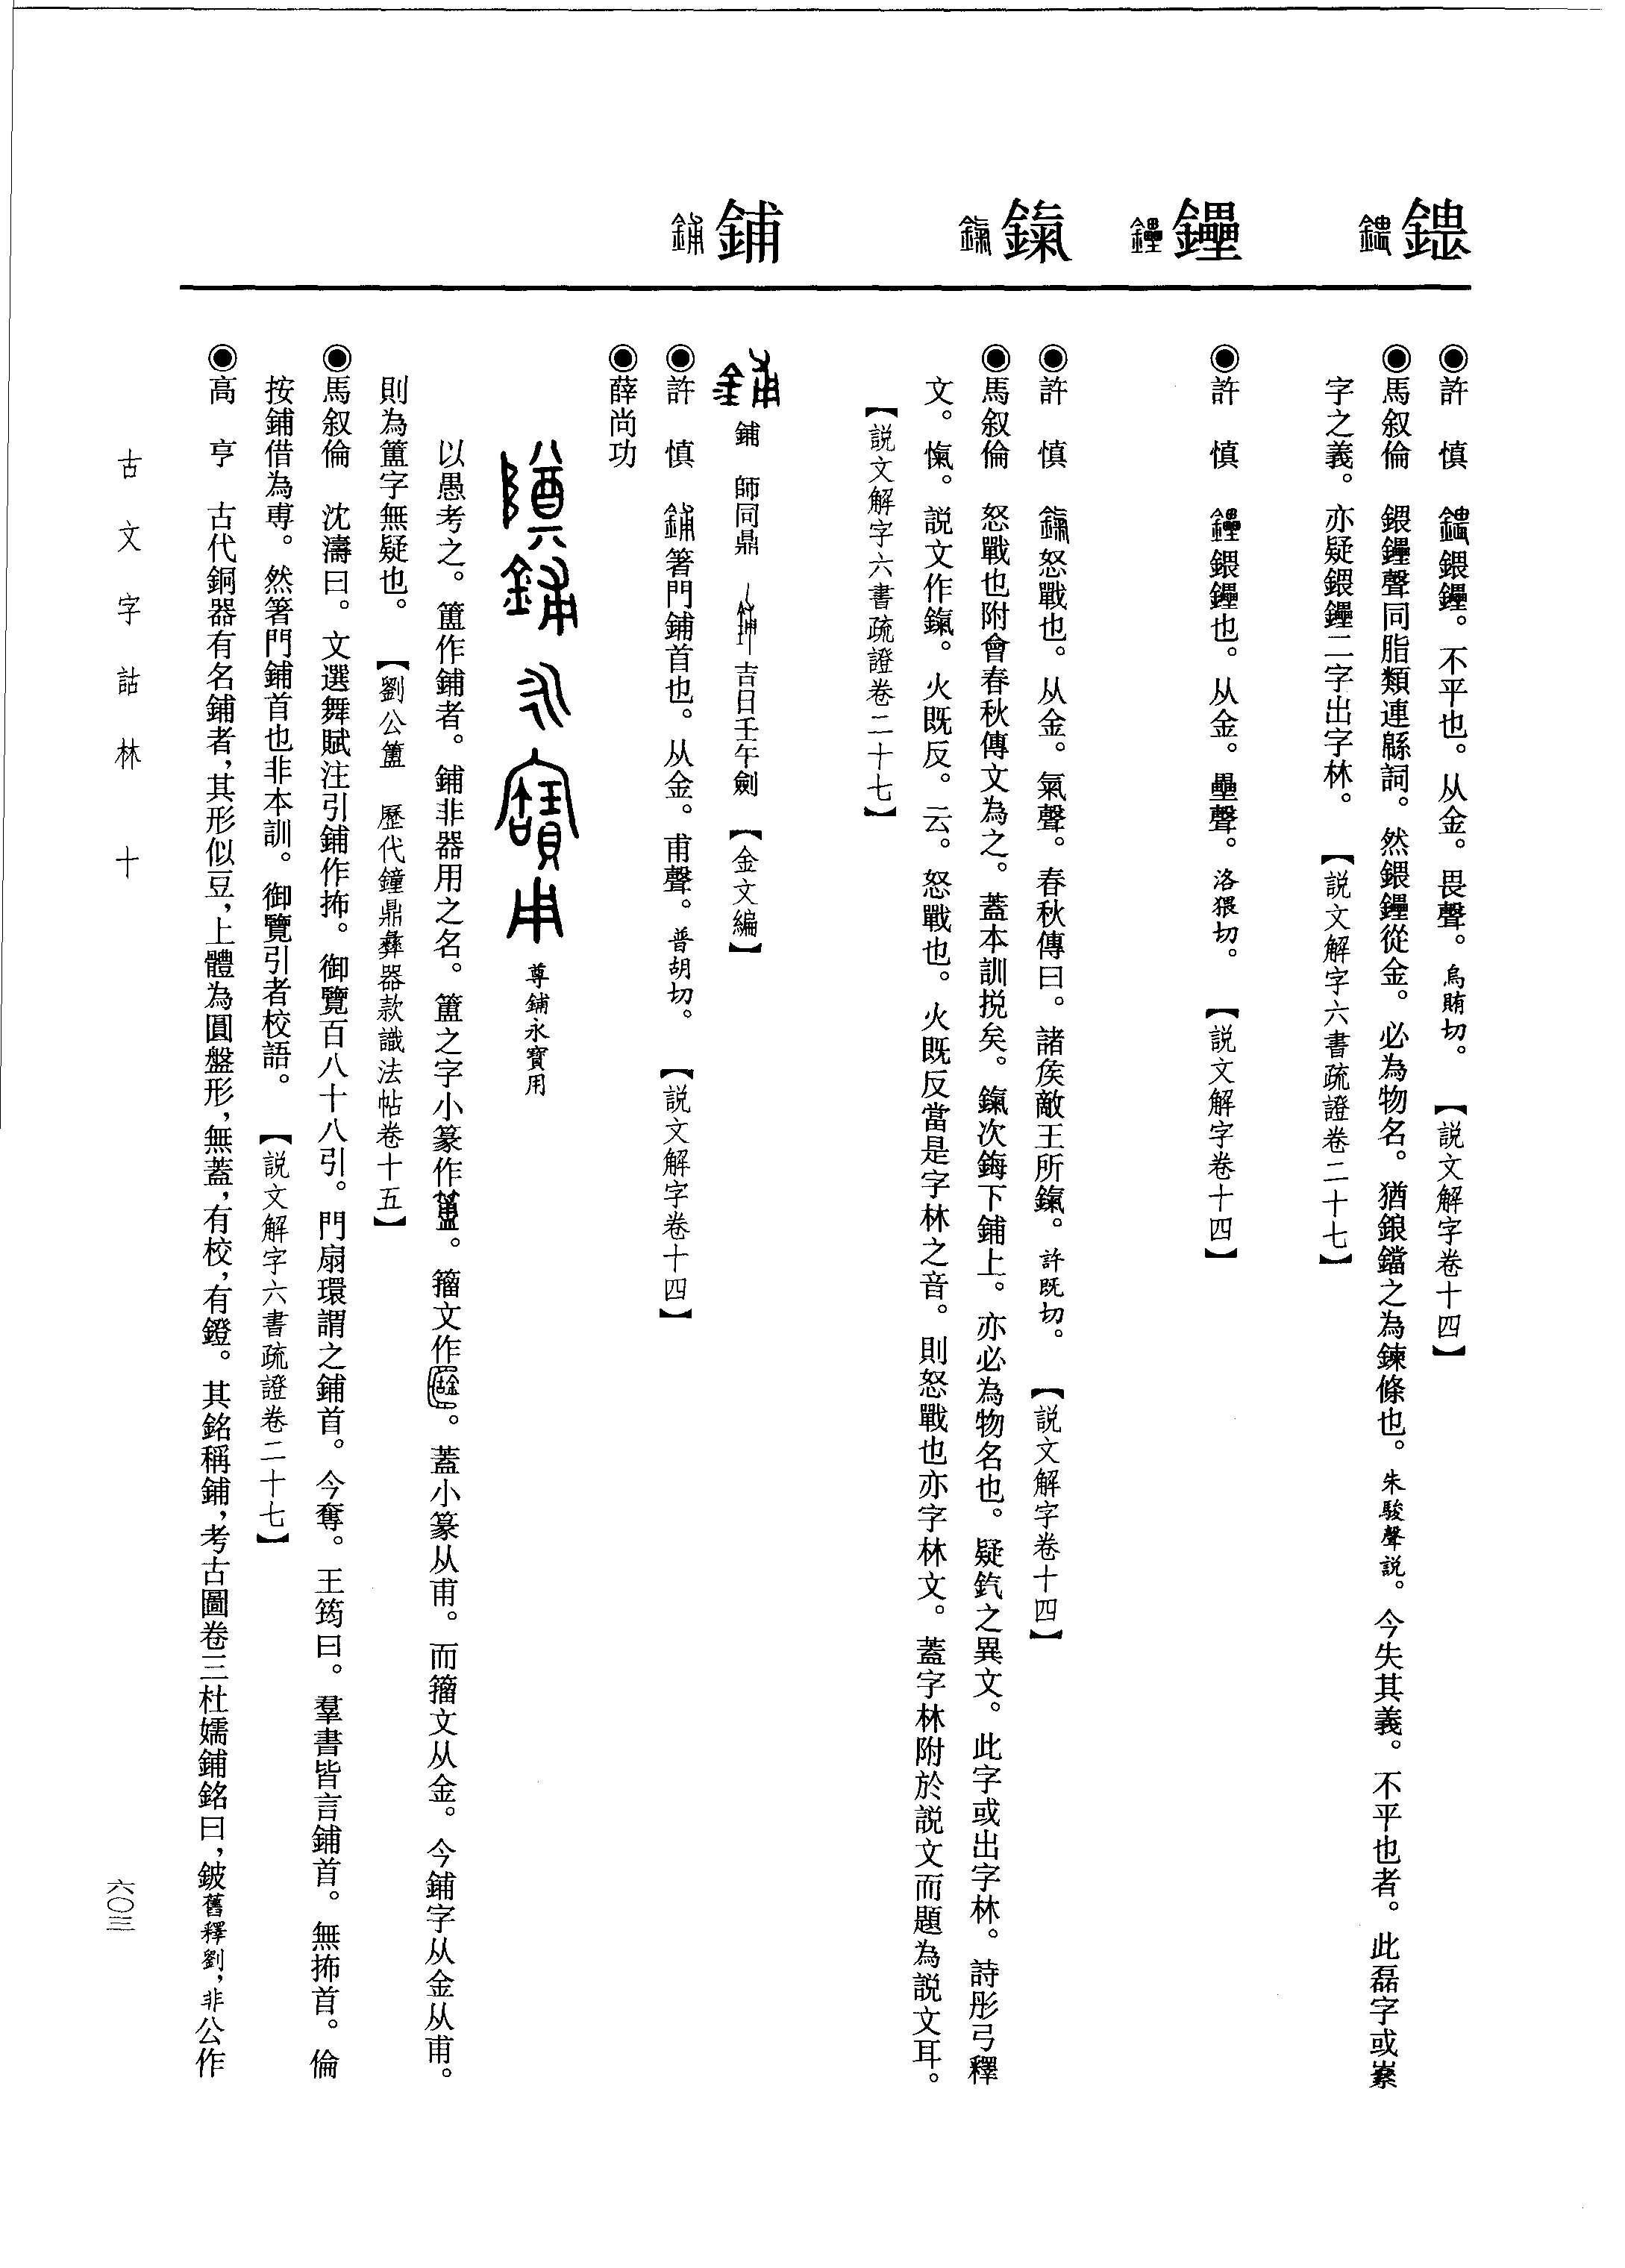 鍡
鑸
鎎
鋪
◉許　慎　鍡鑸。不平也。从金。畏聲。烏賄切。【説文解字卷十四】
◉馬叙倫　鍡鑸聲同脂類連緜詞。然鍡鑸從金。必為物名。猶鋃鐺之為鍊條也。朱駿聲説。今失其義。不平也者。此磊字或
字之義。亦疑鍡鑸二字出字林。【説文解字六書疏證卷二十七】
◉許　慎　鍡鑸也。从金。壘聲。洛猥切。【説文解字卷十四】
◉許　慎　怒戰也。从金。氣聲。春秋傳曰。諸矦敵王所鎎。許既切。【説文解字卷十四】
◉馬叙倫　怒戰也附會春秋傳文為之。蓋本訓捝矣。鎎次鋂下鋪上。亦必為物名也。疑釳之異文。此字或出字林。詩彤弓釋
文。愾。説文作鎎。火既反。云。怒戰也。火既反當是字林之音。則怒戰也亦字林文。蓋字林附於説文而題為説文耳。
【説文解字六書疏證卷二十七】
鋪　師同鼎　吉日壬午劍【金文編】
◉許　慎　箸門鋪首也。从金。甫聲。普胡切。【説文解字卷十四】
◉薛尚功
尊鋪永寶用
以愚考之。簠作鋪者。鋪非器用之名。簠之字小篆作。籀文作。蓋小篆从甫。而籀文从金。今鋪字从金从甫。
則為簠字無疑也。【劉公簠　歷代鐘鼎彝器款識法帖卷十五】
◉馬叙倫　沈濤曰。文選舞賦注引鋪作抪。御覽百八十八引。門扇環謂之鋪首。今奪。王筠曰。羣書皆言鋪首。無抪首。倫
按鋪借為尃。然箸門鋪首也非本訓。御覽引者校語。【説文解字六書疏證卷二十七】
◉高　亨　古代銅器有名鋪者，其形似豆，上體為圓盤形，無蓋，有校，有鐙。其銘稱鋪，考古圖卷三杜嬬鋪銘曰，鈹舊釋劉，非公作
古文字詁林　十
六〇三